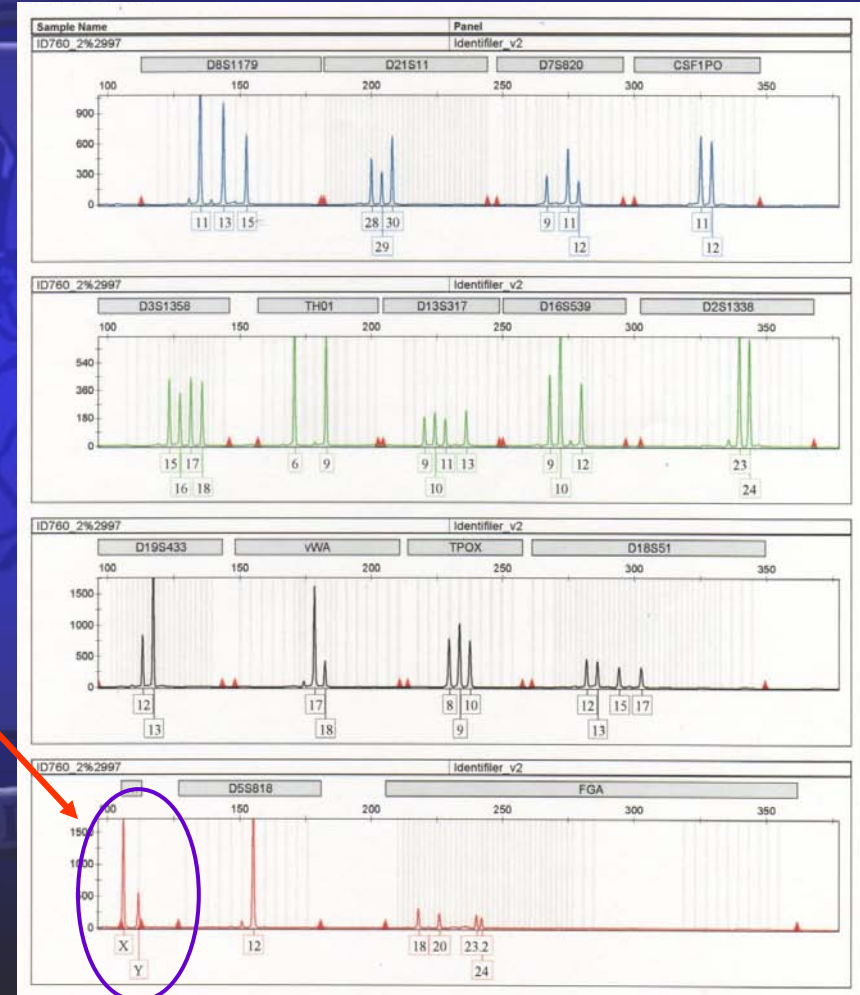 Sample Name Panel
ID760_2%2997 Identifiler_v2
D8S1179 D21S11 D7S820 CSF1PO
100 150 200 250 300 350
900
600
300
0
11 13 15 28 30 9 11 11
29 12 12
ID760_2%2997 Identifiler_v2
D3S1358 TH01 D13S317 D16S539 D2S1338
100 150 200 250 300 350
540
360
180
0
15 17 6 9 9 11 13 9 12 23
16 18 10 10 24
ID760_2%2997 Identifiler_v2
D19S433 vWA TPOX D18S51
100 150 200 250 300 350
1500
1000
500
0
12 17 8 10 12 15 17
13 18 9 13
ID760_2%2997 Identifiler_v2
D5S818 FGA
150 200 250 300 350
1500
1000
500
0
X 12 18 20 23.2
Y 24